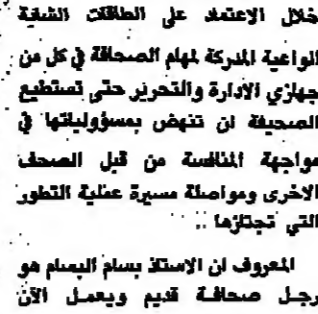 خلال الاعتماد على الطاقات الشابة
الواعية المدركة لمهام الصحافة في كل من
جهازي الادارة والتحرير حتى تستطيع
الصحيفة ان تنهض بمسؤولياتها في
مواجهة المنافسة من قبل الصحف
الاخرى ومواصلة مسيرة عملية التطور
التي تجتازها ..
المعروف ان الاستاذ بسام البسام هو
رجل صحافة قديم ويعمل الآن